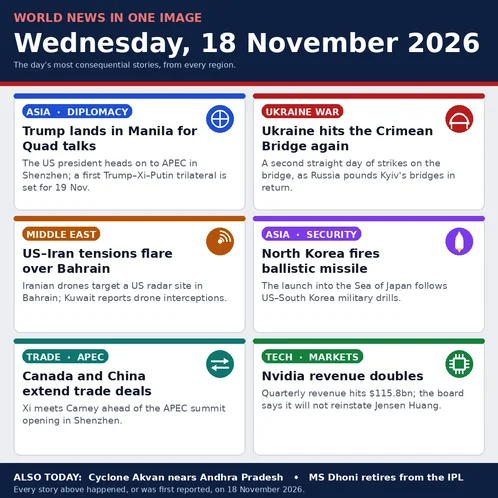 WORLD NEWS IN ONE IMAGE
Wednesday, 18 November 2026
The day's most consequential stories, from every region.
ASIA · DIPLOMACY
Trump lands in Manila for
Quad talks
The US president heads on to APEC in
Shenzhen; a first Trump–Xi–Putin trilateral is
set for 19 Nov.
UKRAINE WAR
Ukraine hits the Crimean
Bridge again
A second straight day of strikes on the
bridge, as Russia pounds Kyiv's bridges in
return.
MIDDLE EAST
US–Iran tensions flare
over Bahrain
Iranian drones target a US radar site in
Bahrain; Kuwait reports drone interceptions.
ASIA · SECURITY
North Korea fires
ballistic missile
The launch into the Sea of Japan follows
US–South Korea military drills.
TRADE · APEC
Canada and China
extend trade deals
Xi meets Carney ahead of the APEC summit
opening in Shenzhen.
TECH · MARKETS
Nvidia revenue doubles
Quarterly revenue hits $115.8bn; the board
says it will not reinstate Jensen Huang.
ALSO TODAY: Cyclone Akvan nears Andhra Pradesh • MS Dhoni retires from the IPL
Every story above happened, or was first reported, on 18 November 2026.